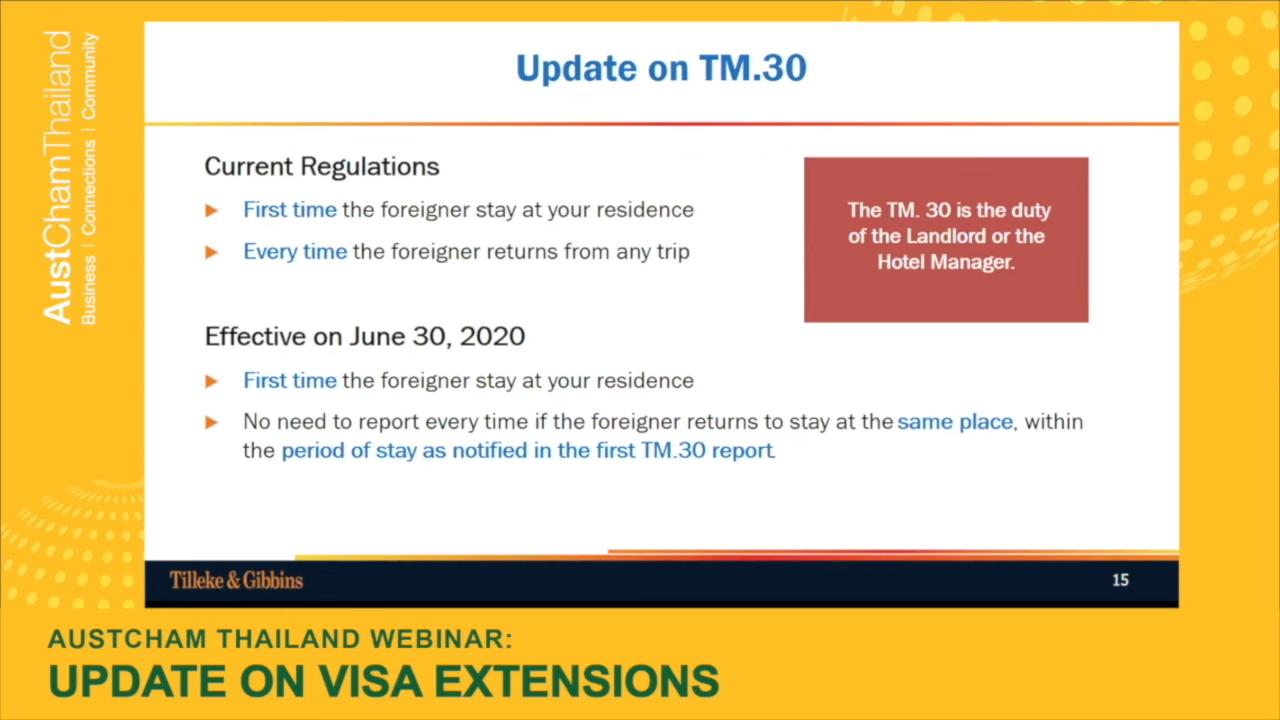 AustChamThailand
Business | Connections | Community
Update on TM.30
Current Regulations
First time the foreigner stay at your residence
Every time the foreigner returns from any trip
The TM. 30 is the duty
of the Landlord or the
Hotel Manager.
Effective on June 30, 2020
First time the foreigner stay at your residence
No need to report every time if the foreigner returns to stay at the same place, within
the period of stay as notified in the first TM.30 report.
Tilleke & Gibbins
15
AUSTCHAM THAILAND WEBINAR:
UPDATE ON VISA EXTENSIONS